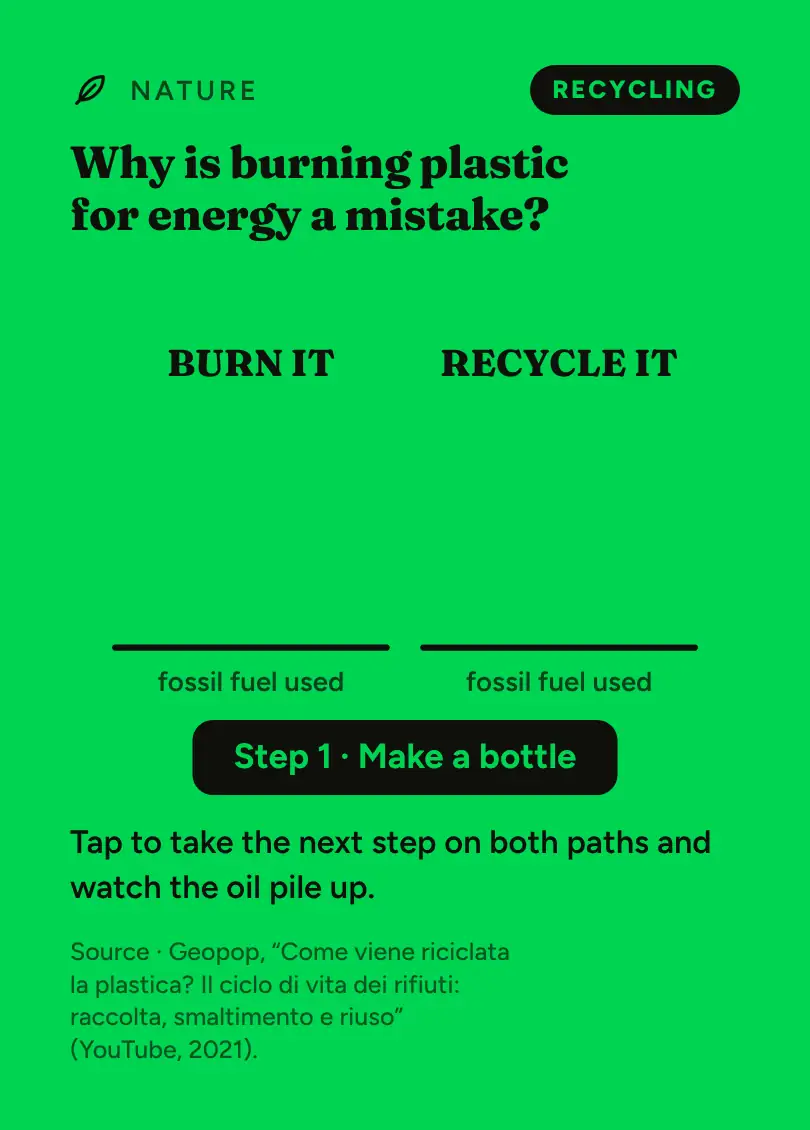 NATURE
RECYCLING
Why is burning plastic
for energy a mistake?
BURN IT
RECYCLE IT
fossil fuel used
fossil fuel used
Step 1 · Make a bottle
Tap to take the next step on both paths and
watch the oil pile up.
Source · Geopop, “Come viene riciclata
la plastica? Il ciclo di vita dei rifiuti:
raccolta, smaltimento e riuso”
(YouTube, 2021).